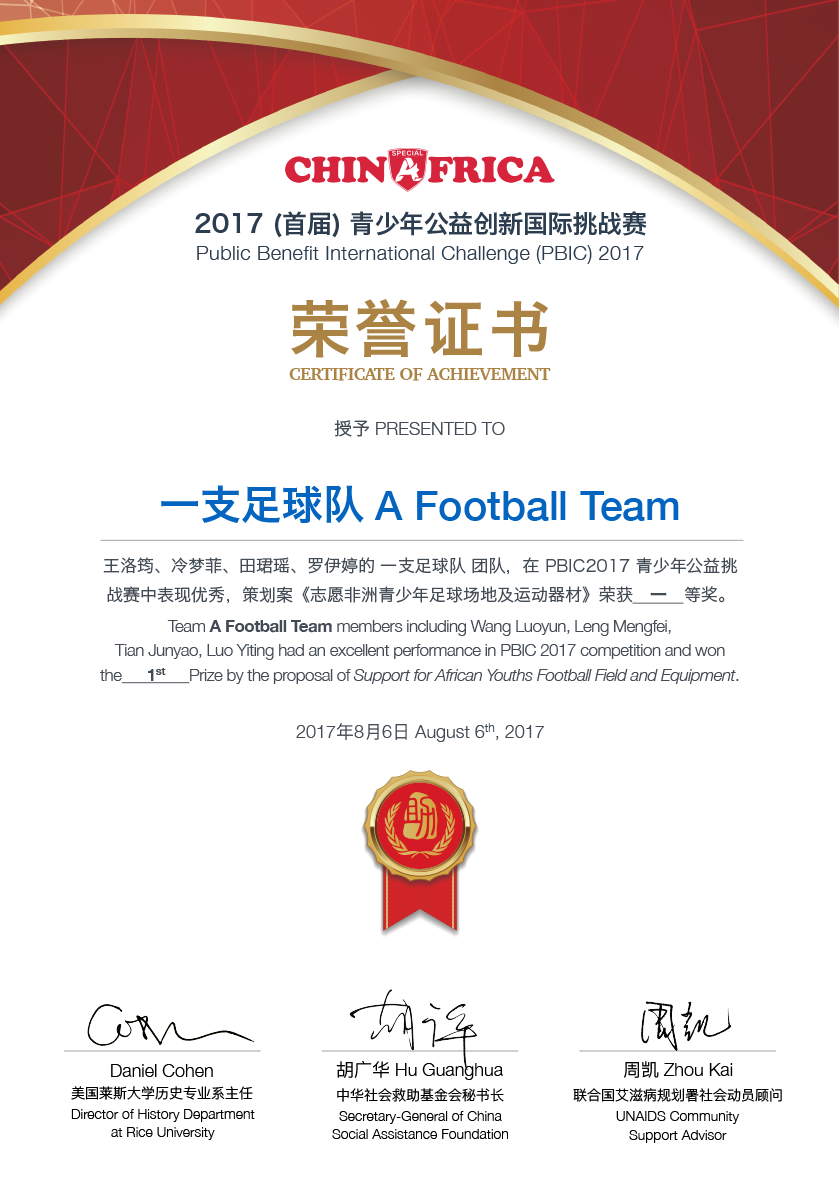 SPECIAL
CHINAFRICA
2017 (首届) 青少年公益创新国际挑战赛
Public Benefit International Challenge (PBIC) 2017
荣誉证书
CERTIFICATE OF ACHIEVEMENT
授予 PRESENTED TO
一支足球队 A Football Team
王洛筠、冷梦菲、田珺瑶、罗伊婷的 一支足球队 团队，在 PBIC2017 青少年公益挑
战赛中表现优秀，策划案《志愿非洲青少年足球场地及运动器材》荣获__一__等奖。
Team A Football Team members including Wang Luoyun, Leng Mengfei,
Tian Junyao, Luo Yiting had an excellent performance in PBIC 2017 competition and won
the__1st__Prize by the proposal of Support for African Youths Football Field and Equipment.
2017年8月6日 August 6th, 2017
Daniel Cohen
美国莱斯大学历史专业系主任
Director of History Department
at Rice University
胡广华 Hu Guanghua
中华社会救助基金会秘书长
Secretary-General of China
Social Assistance Foundation
周凯
周凯 Zhou Kai
联合国艾滋病规划署社会动员顾问
UNAIDS Community
Support Advisor